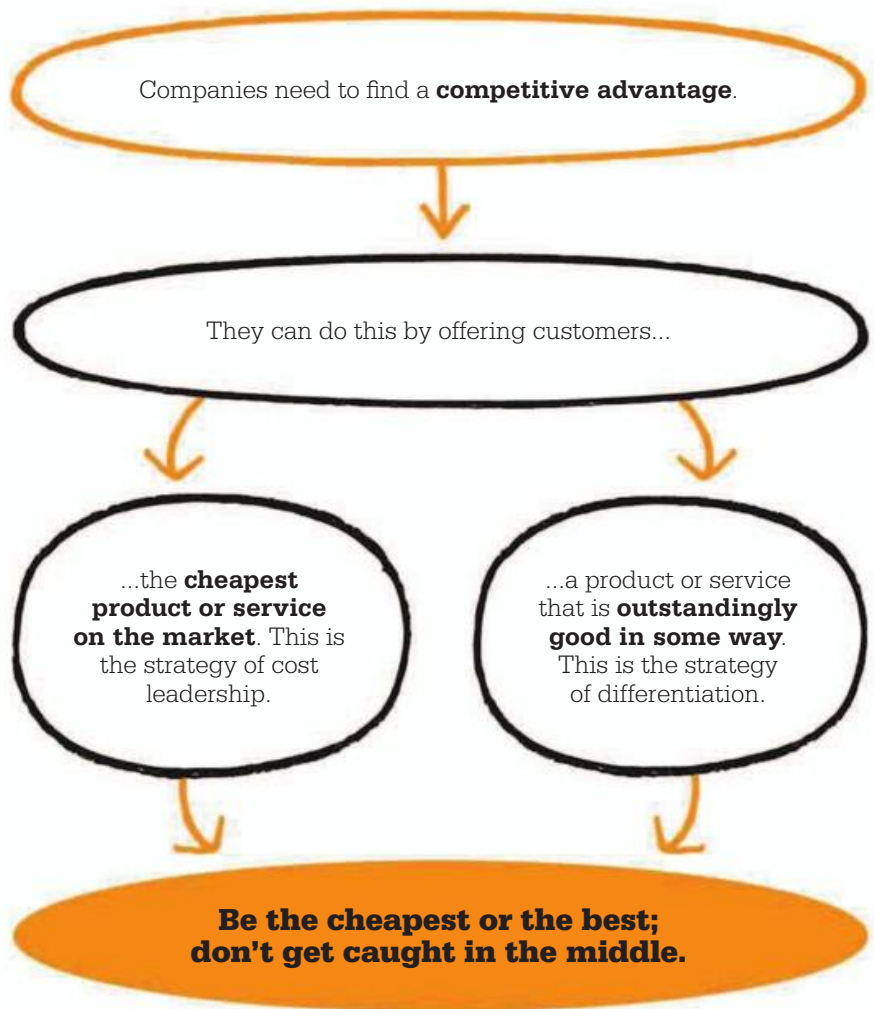 Companies need to find a competitive advantage.
They can do this by offering customers...
...the cheapest
product or service
on the market. This is
the strategy of cost
leadership.
...a product or service
that is outstandingly
good in some way.
This is the strategy
of differentiation.
Be the cheapest or the best;
don't get caught in the middle.